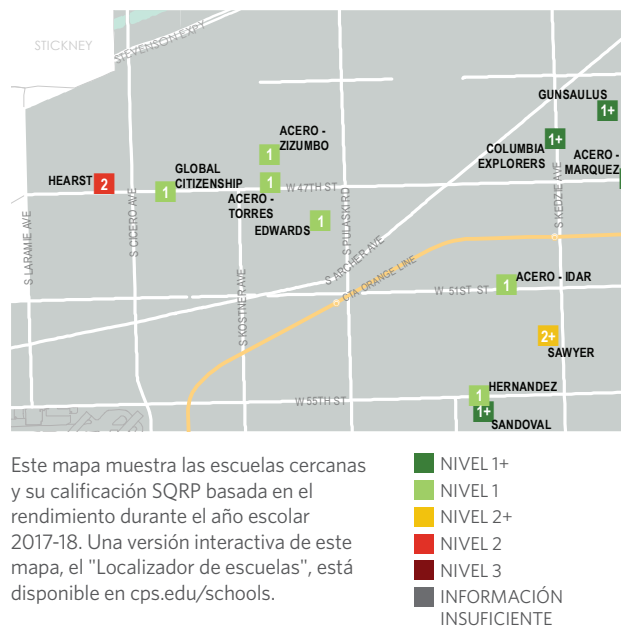 STICKNEY
STEVENSON EXPY
GUNSAULUS
1+
ACERO -
ZIZUMBO
1
1+
COLUMBIA
EXPLORERS
ACERO -
MARQUEZ
HEARST
2
GLOBAL
CITIZENSHIP
1
1
ACERO -
TORRES
W 47TH ST
EDWARDS
1
S LARAMIE AVE
S CICERO AVE
S KOSTNER AVE
S PULASKI RD
S ARCHER AVE
S KEDZIE AVE
CTA ORANGE LINE
ACERO - IDAR
1
W 51ST ST
2+
SAWYER
HERNANDEZ
1
W 55TH ST
1+
SANDOVAL
Este mapa muestra las escuelas cercanas
y su calificación SQRP basada en el
rendimiento durante el año escolar
2017-18. Una versión interactiva de este
mapa, el "Localizador de escuelas", está
disponible en cps.edu/schools.
NIVEL 1+
NIVEL 1
NIVEL 2+
NIVEL 2
NIVEL 3
INFORMACIÓN
INSUFICIENTE